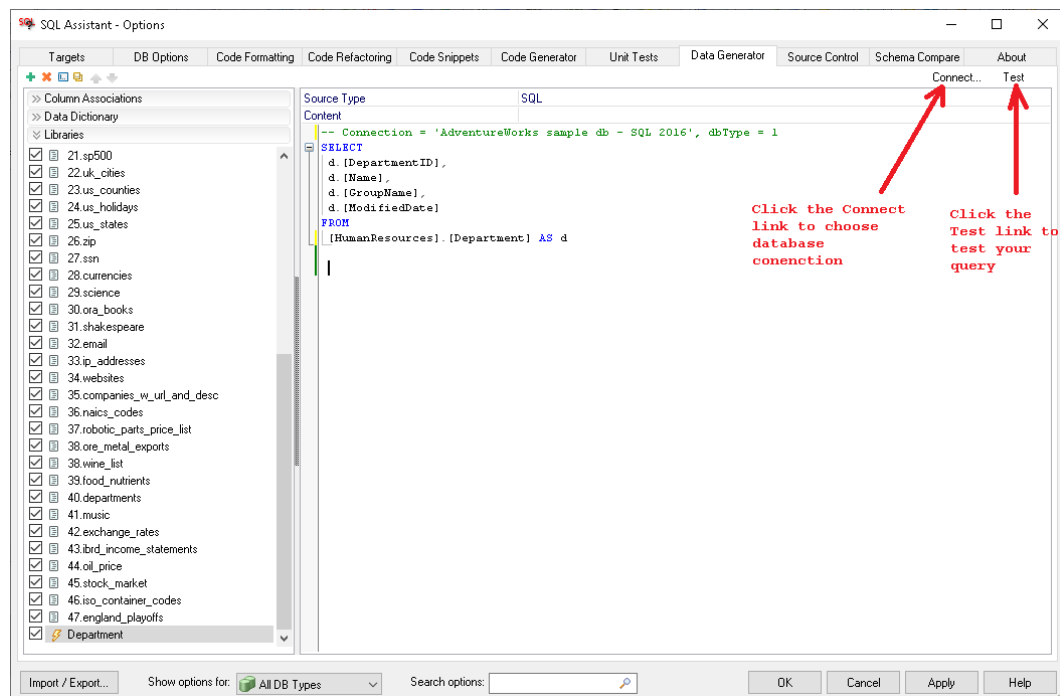 SQL Assistant - Options
Targets DB Options Code Formatting Code Refactoring Code Snippets Code Generator Unit Tests Data Generator Source Control Schema Compare About
Connect... Test
Column Associations
Data Dictionary
Libraries
21.sp500
22.uk_cities
23.us_counties
24.us_holidays
25.us_states
26.zip
27.ssn
28.currencies
29.science
30.ora_books
31.shakespeare
32.email
33.ip_addresses
34.websites
35.companies_w_url_and_desc
36.naics_codes
37.robotic_parts_price_list
38.ore_metal_exports
38.wine_list
39.food_nutrients
40.departments
41.music
42.exchange_rates
43.ibrd_income_statements
44.oil_price
45.stock_market
46.iso_container_codes
47.england_playoffs
Department
Source Type SQL
Content
-- Connection = 'AdventureWorks sample db - SQL 2016', dbType = 1
SELECT
d.[DepartmentID],
d.[Name],
d.[GroupName],
d.[ModifiedDate]
FROM
[HumanResources].[Department] AS d
Click the Connect
link to choose
database
conenction
Click the
Test link to
test your
query
Import / Export... Show options for: All DB Types Search options: OK Cancel Apply Help